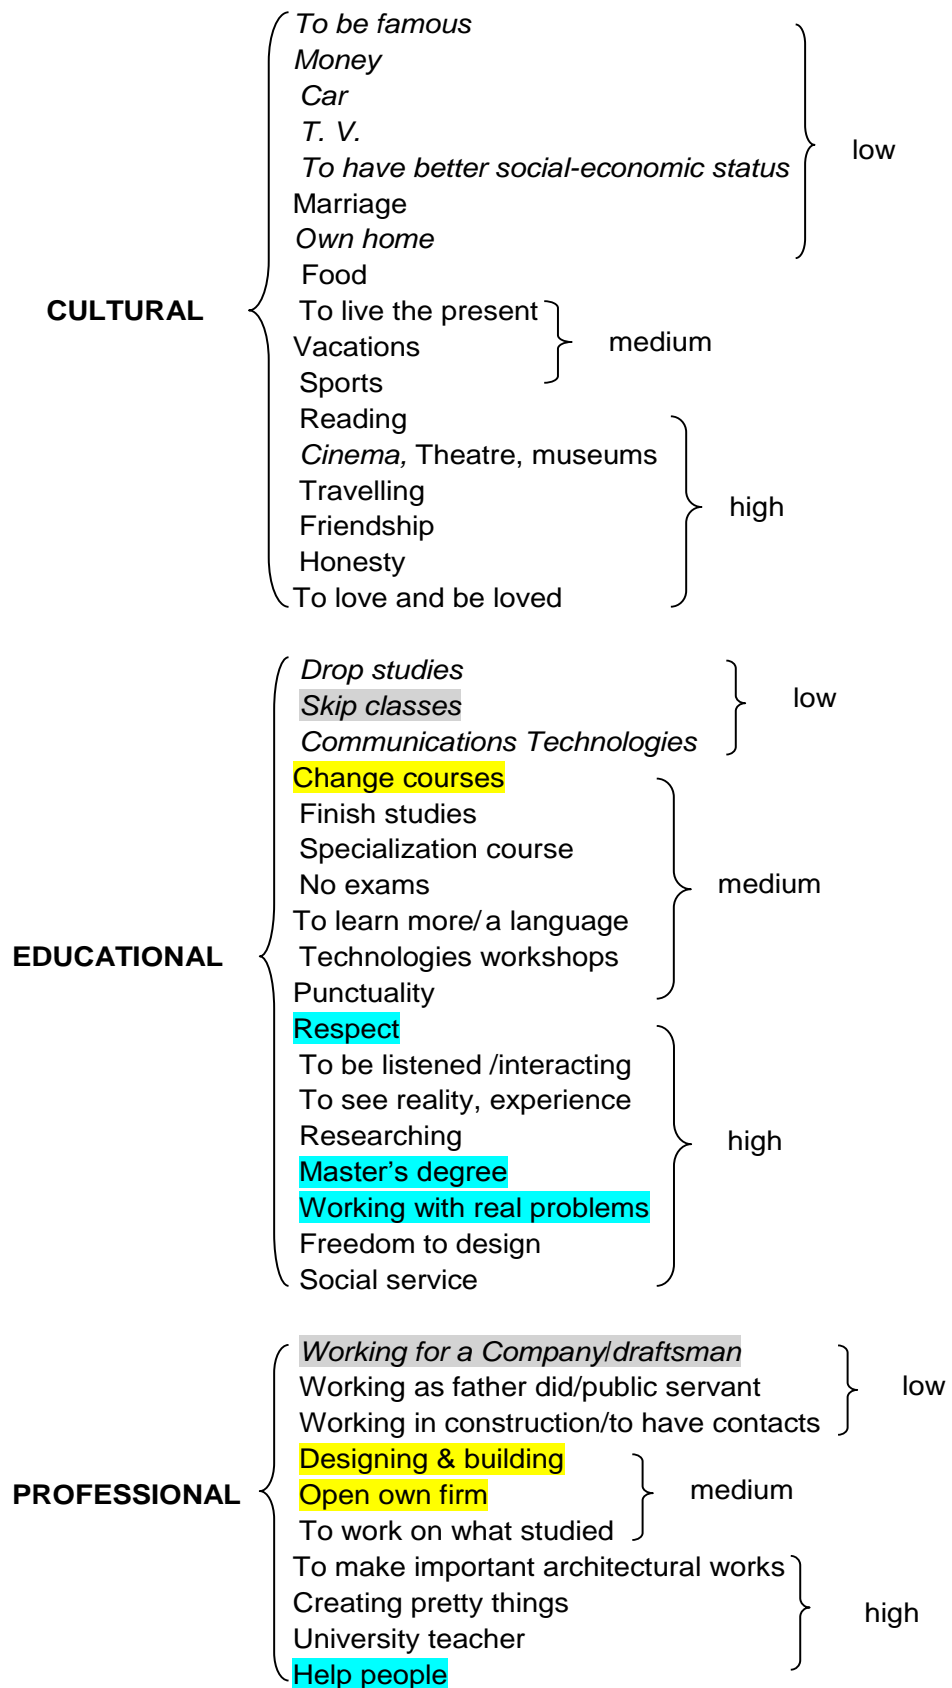 To be famous
Money
Car
T. V.
To have better social-economic status
low
Marriage
Own home
Food
CULTURAL
To live the present
Vacations
medium
Sports
Reading
Cinema, Theatre, museums
Travelling
high
Friendship
Honesty
To love and be loved
Drop studies
Skip classes
low
Communications Technologies
Change courses
Finish studies
Specialization course
No exams
medium
To learn more/ a language
EDUCATIONAL
Technologies workshops
Punctuality
Respect
To be listened /interacting
To see reality, experience
Researching
high
Master's degree
Working with real problems
Freedom to design
Social service
Working for a Company/draftsman
Working as father did/public servant
low
Working in construction/to have contacts
Designing & building
PROFESSIONAL
Open own firm
medium
To work on what studied
To make important architectural works
Creating pretty things
high
University teacher
Help people